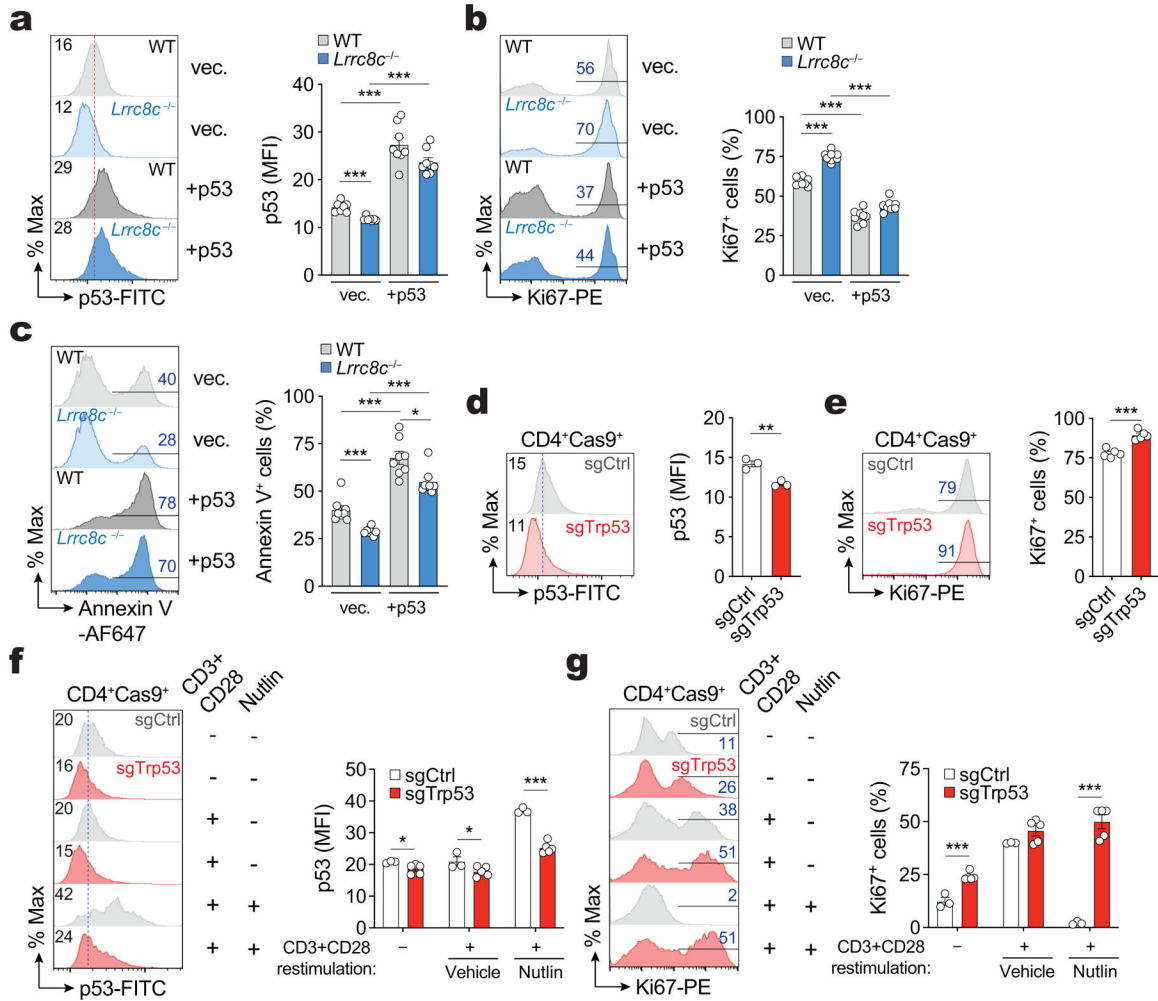 a
16
WT
vec.
12
Lrrc8c⁻/⁻
vec.
29
WT
+p53
28
Lrrc8c⁻/⁻
+p53
% Max
p53-FITC
WT
Lrrc8c⁻/⁻
p53 (MFI)
40
30
20
10
0
***
***
***
vec.
+p53
b
WT
56
vec.
Lrrc8c⁻/⁻
70
vec.
WT
37
+p53
Lrrc8c⁻/⁻
44
+p53
% Max
Ki67-PE
WT
Lrrc8c⁻/⁻
Ki67⁺ cells (%)
100
75
50
25
0
***
***
***
vec.
+p53
c
WT
40
vec.
Lrrc8c⁻/⁻
28
vec.
WT
78
+p53
Lrrc8c⁻/⁻
70
+p53
% Max
Annexin V
-AF647
WT
Lrrc8c⁻/⁻
Annexin V⁺ cells (%)
100
75
50
25
0
***
***
*
***
vec.
+p53
d
CD4⁺Cas9⁺
15
sgCtrl
11
sgTrp53
% Max
p53-FITC
p53 (MFI)
20
15
10
5
0
**
sgCtrl
sgTrp53
e
CD4⁺Cas9⁺
sgCtrl
79
sgTrp53
91
% Max
Ki67-PE
Ki67⁺ cells (%)
100
75
50
25
0
***
sgCtrl
sgTrp53
f
CD4⁺Cas9⁺
CD3+
CD28
Nutlin
20
sgCtrl
- -
16
sgTrp53
- -
20
+ -
15
+ -
42
+ +
24
+ +
% Max
p53-FITC
sgCtrl
sgTrp53
p53 (MFI)
50
40
30
20
10
0
*
*
***
CD3+CD28
restimulation:
– + +
Vehicle
Nutlin
g
CD4⁺Cas9⁺
CD3+
CD28
Nutlin
sgCtrl
11
- -
sgTrp53
26
- -
38
+ -
51
+ -
2
+ +
51
+ +
% Max
Ki67-PE
sgCtrl
sgTrp53
Ki67⁺ cells (%)
75
50
25
0
***
***
CD3+CD28
restimulation:
– + +
Vehicle
Nutlin